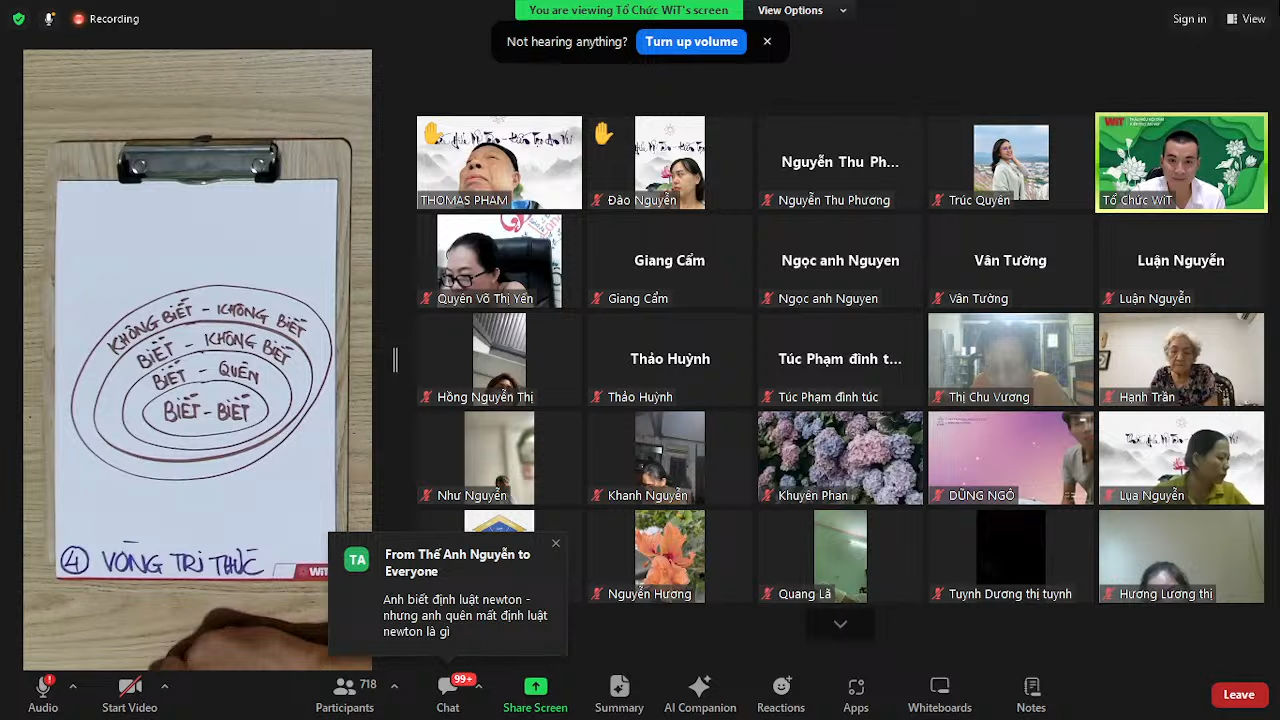 Recording
You are viewing Tổ Chức WiT's screen
View Options
Sign in
View
Not hearing anything?
Turn up volume
KHÔNG BIẾT - KHÔNG BIẾT
BIẾT - KHÔNG BIẾT
BIẾT - QUÊN
BIẾT - BIẾT
④ VÒNG TRI THỨC
WiT
THOMAS PHAM
Đào Nguyễn
Nguyễn Thu Ph...
Nguyễn Thu Phương
Trúc Quyên
WiT
Tổ Chức WiT
Quyên Võ Thị Yến
Giang Cẩm
Giang Cẩm
Ngọc anh Nguyen
Ngọc anh Nguyen
Vân Tường
Vân Tường
Luận Nguyễn
Luận Nguyễn
Hồng Nguyễn Thị
Thảo Huỳnh
Thảo Huỳnh
Túc Phạm đình t...
Túc Phạm đình túc
Thị Chu Vương
Hạnh Trần
Như Nguyễn
Khanh Nguyễn
Khuyên Phan
DŨNG NGÔ
Lua Nguyễn
Nguyễn Hương
Quang Lã
Tuynh Dương thị tuynh
Hương Lương thị
TA
From Thế Anh Nguyễn to
Everyone
Anh biết định luật newton -
nhưng anh quên mất định luật
newton là gì
Audio
Start Video
718
Participants
99+
Chat
Share Screen
Summary
AI Companion
Reactions
Apps
Whiteboards
Notes
Leave